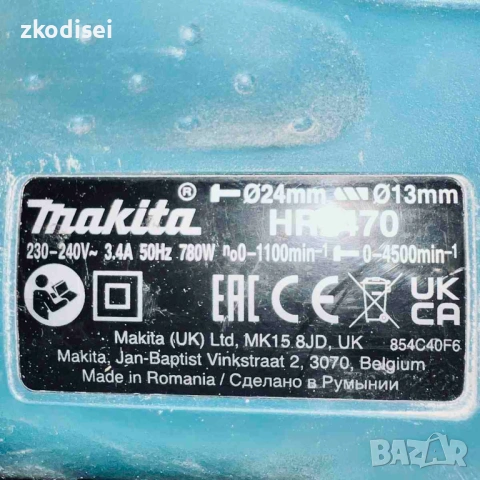 zkodisei
makita® Ø24mm Ø13mm
230-240V~ 3.4A 50Hz 780W n₀0-1100min⁻¹ 0-4500min⁻¹
EAC CE UK CA
Makita (UK) Ltd, MK15 8JD, UK 854C40F6
Makita, Jan-Baptist Vinkstraat 2, 3070, Belgium
Made in Romania / Сделано в Румынии
BAZAR